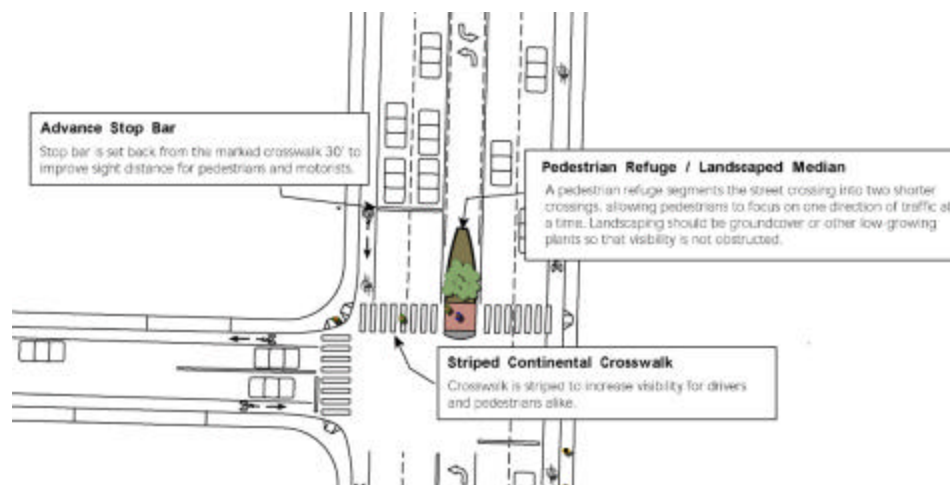 Advance Stop Bar
Stop bar is set back from the marked crosswalk 30' to
improve sight distance for pedestrians and motorists.
Pedestrian Refuge / Landscaped Median
A pedestrian refuge segments the street crossing into two shorter
crossings, allowing pedestrians to focus on one direction of traffic at
a time. Landscaping should be groundcover or other low-growing
plants so that visibility is not obstructed.
Striped Continental Crosswalk
Crosswalk is striped to increase visibility for drivers
and pedestrians alike.